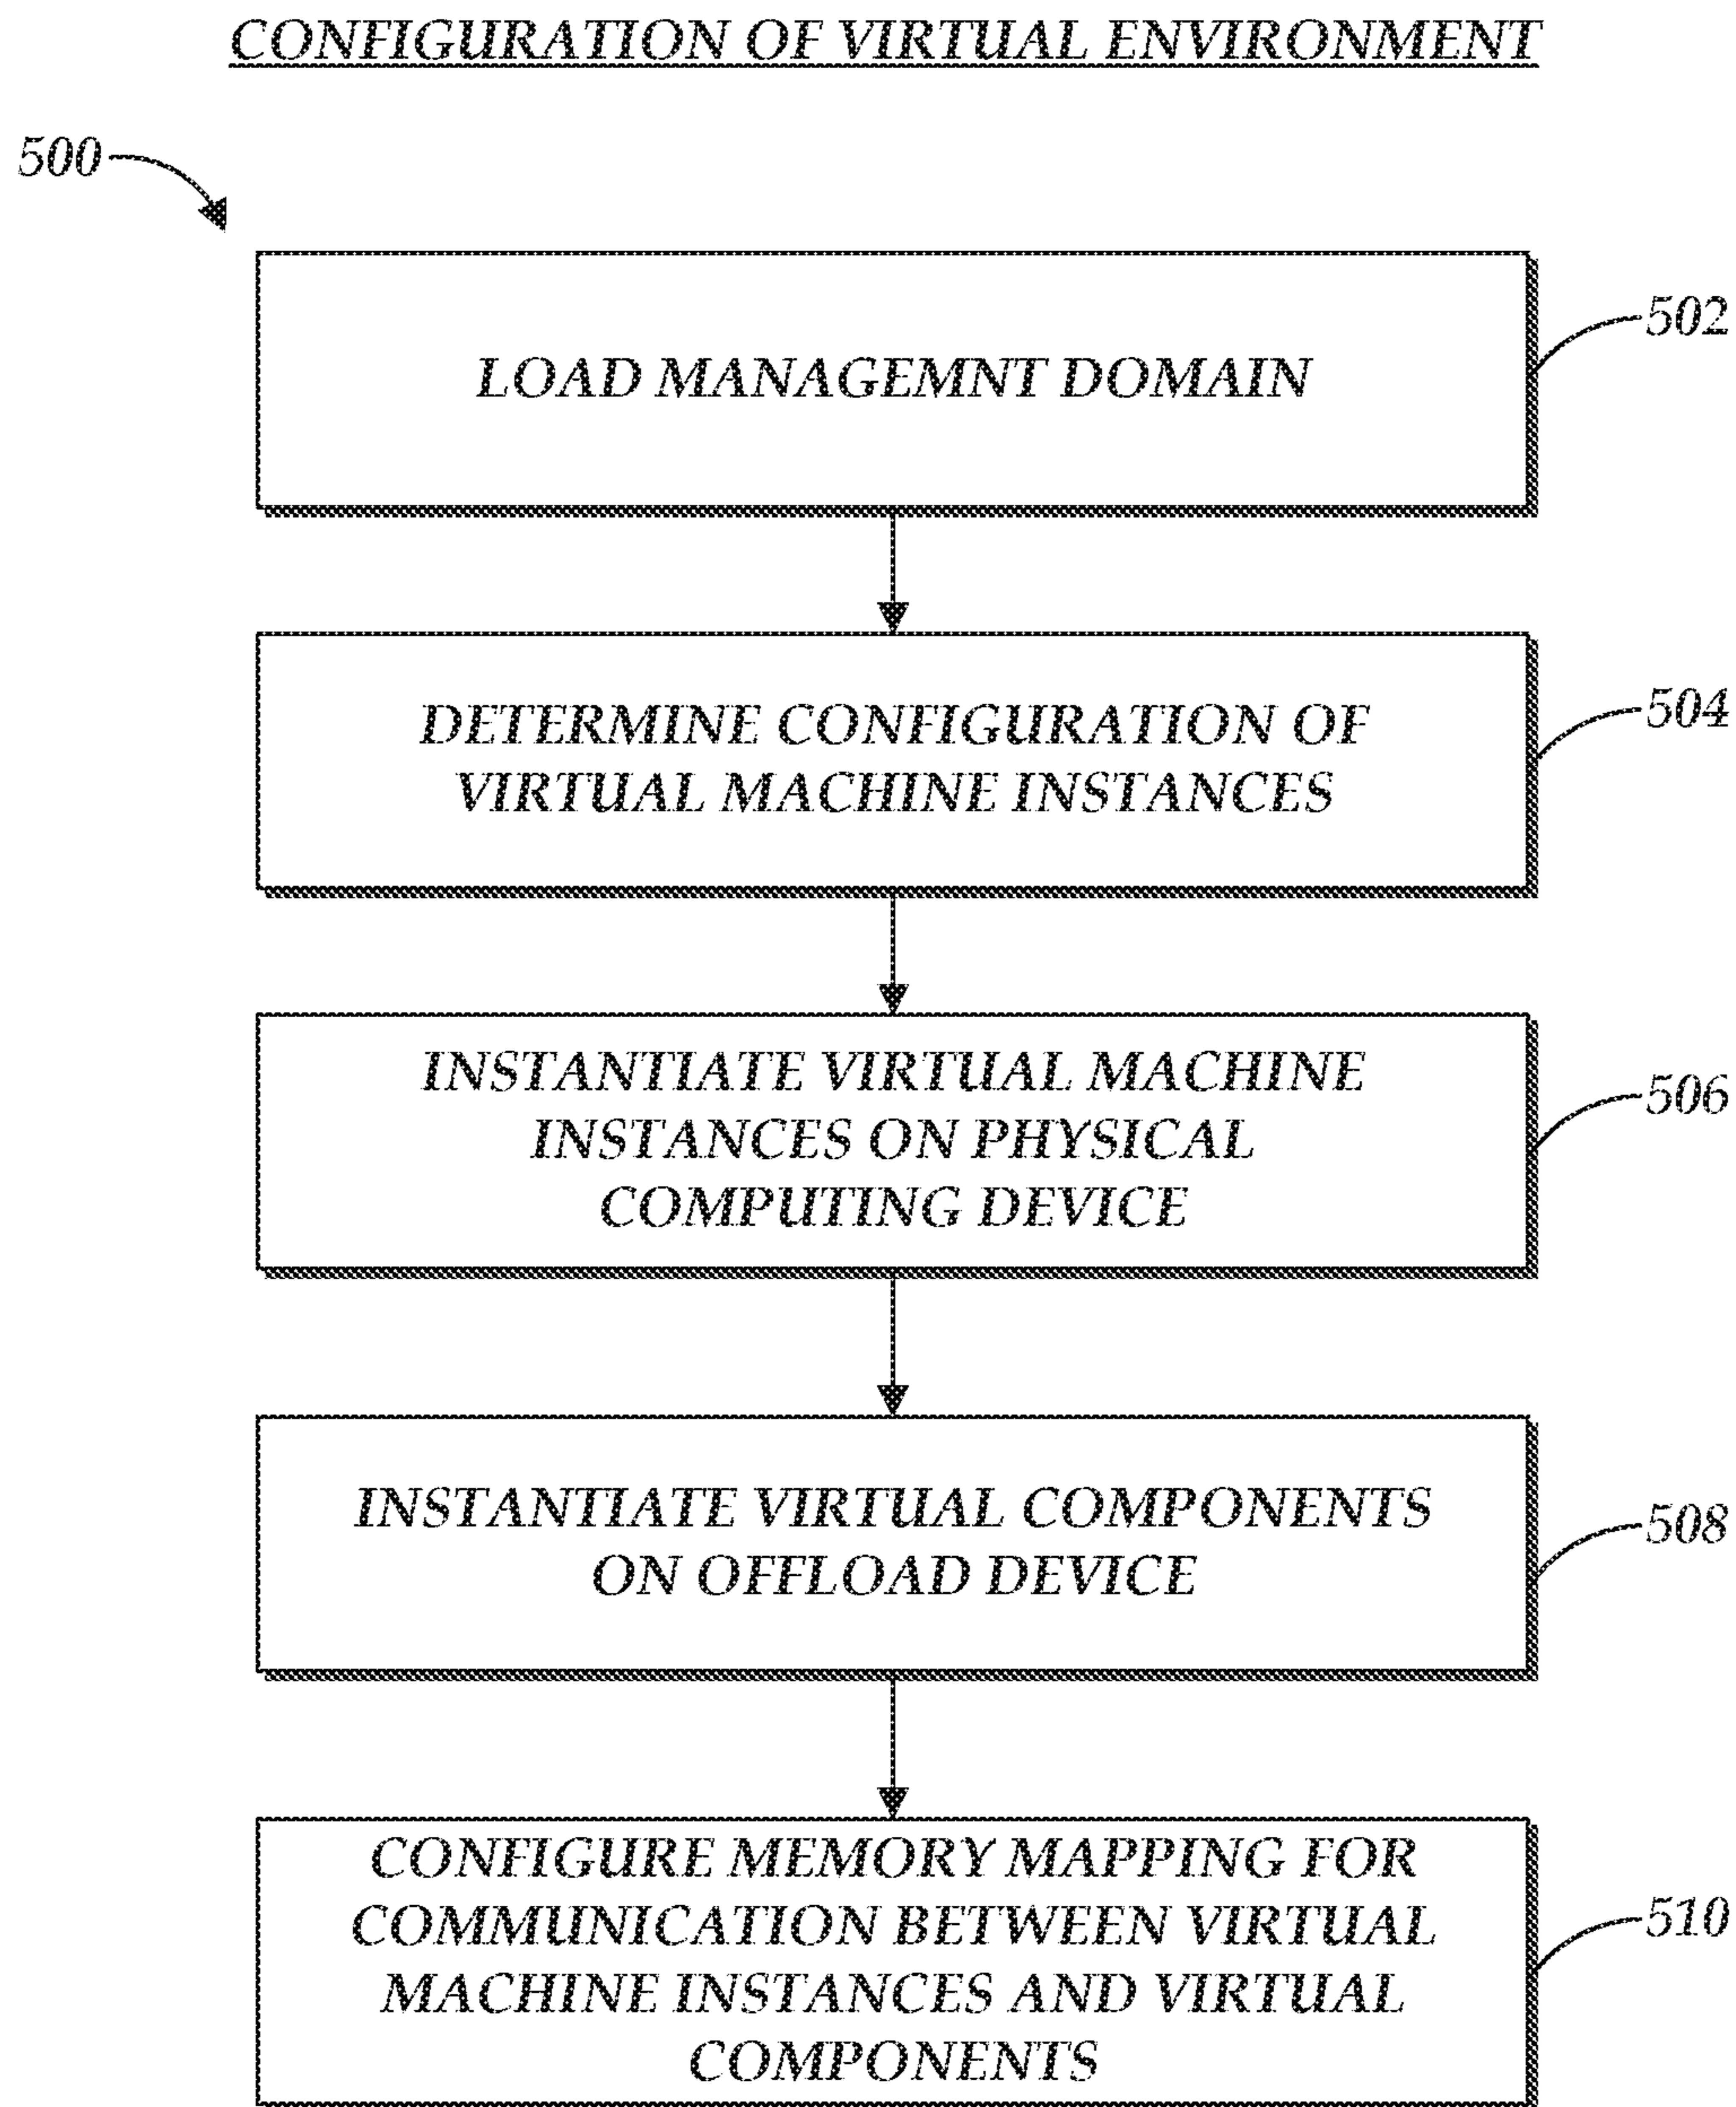 CONFIGURATION OF VIRTUAL ENVIRONMENT
500
502
LOAD MANAGEMNT DOMAIN
504
DETERMINE CONFIGURATION OF
VIRTUAL MACHINE INSTANCES
506
INSTANTIATE VIRTUAL MACHINE
INSTANCES ON PHYSICAL
COMPUTING DEVICE
508
INSTANTIATE VIRTUAL COMPONENTS
ON OFFLOAD DEVICE
510
CONFIGURE MEMORY MAPPING FOR
COMMUNICATION BETWEEN VIRTUAL
MACHINE INSTANCES AND VIRTUAL
COMPONENTS